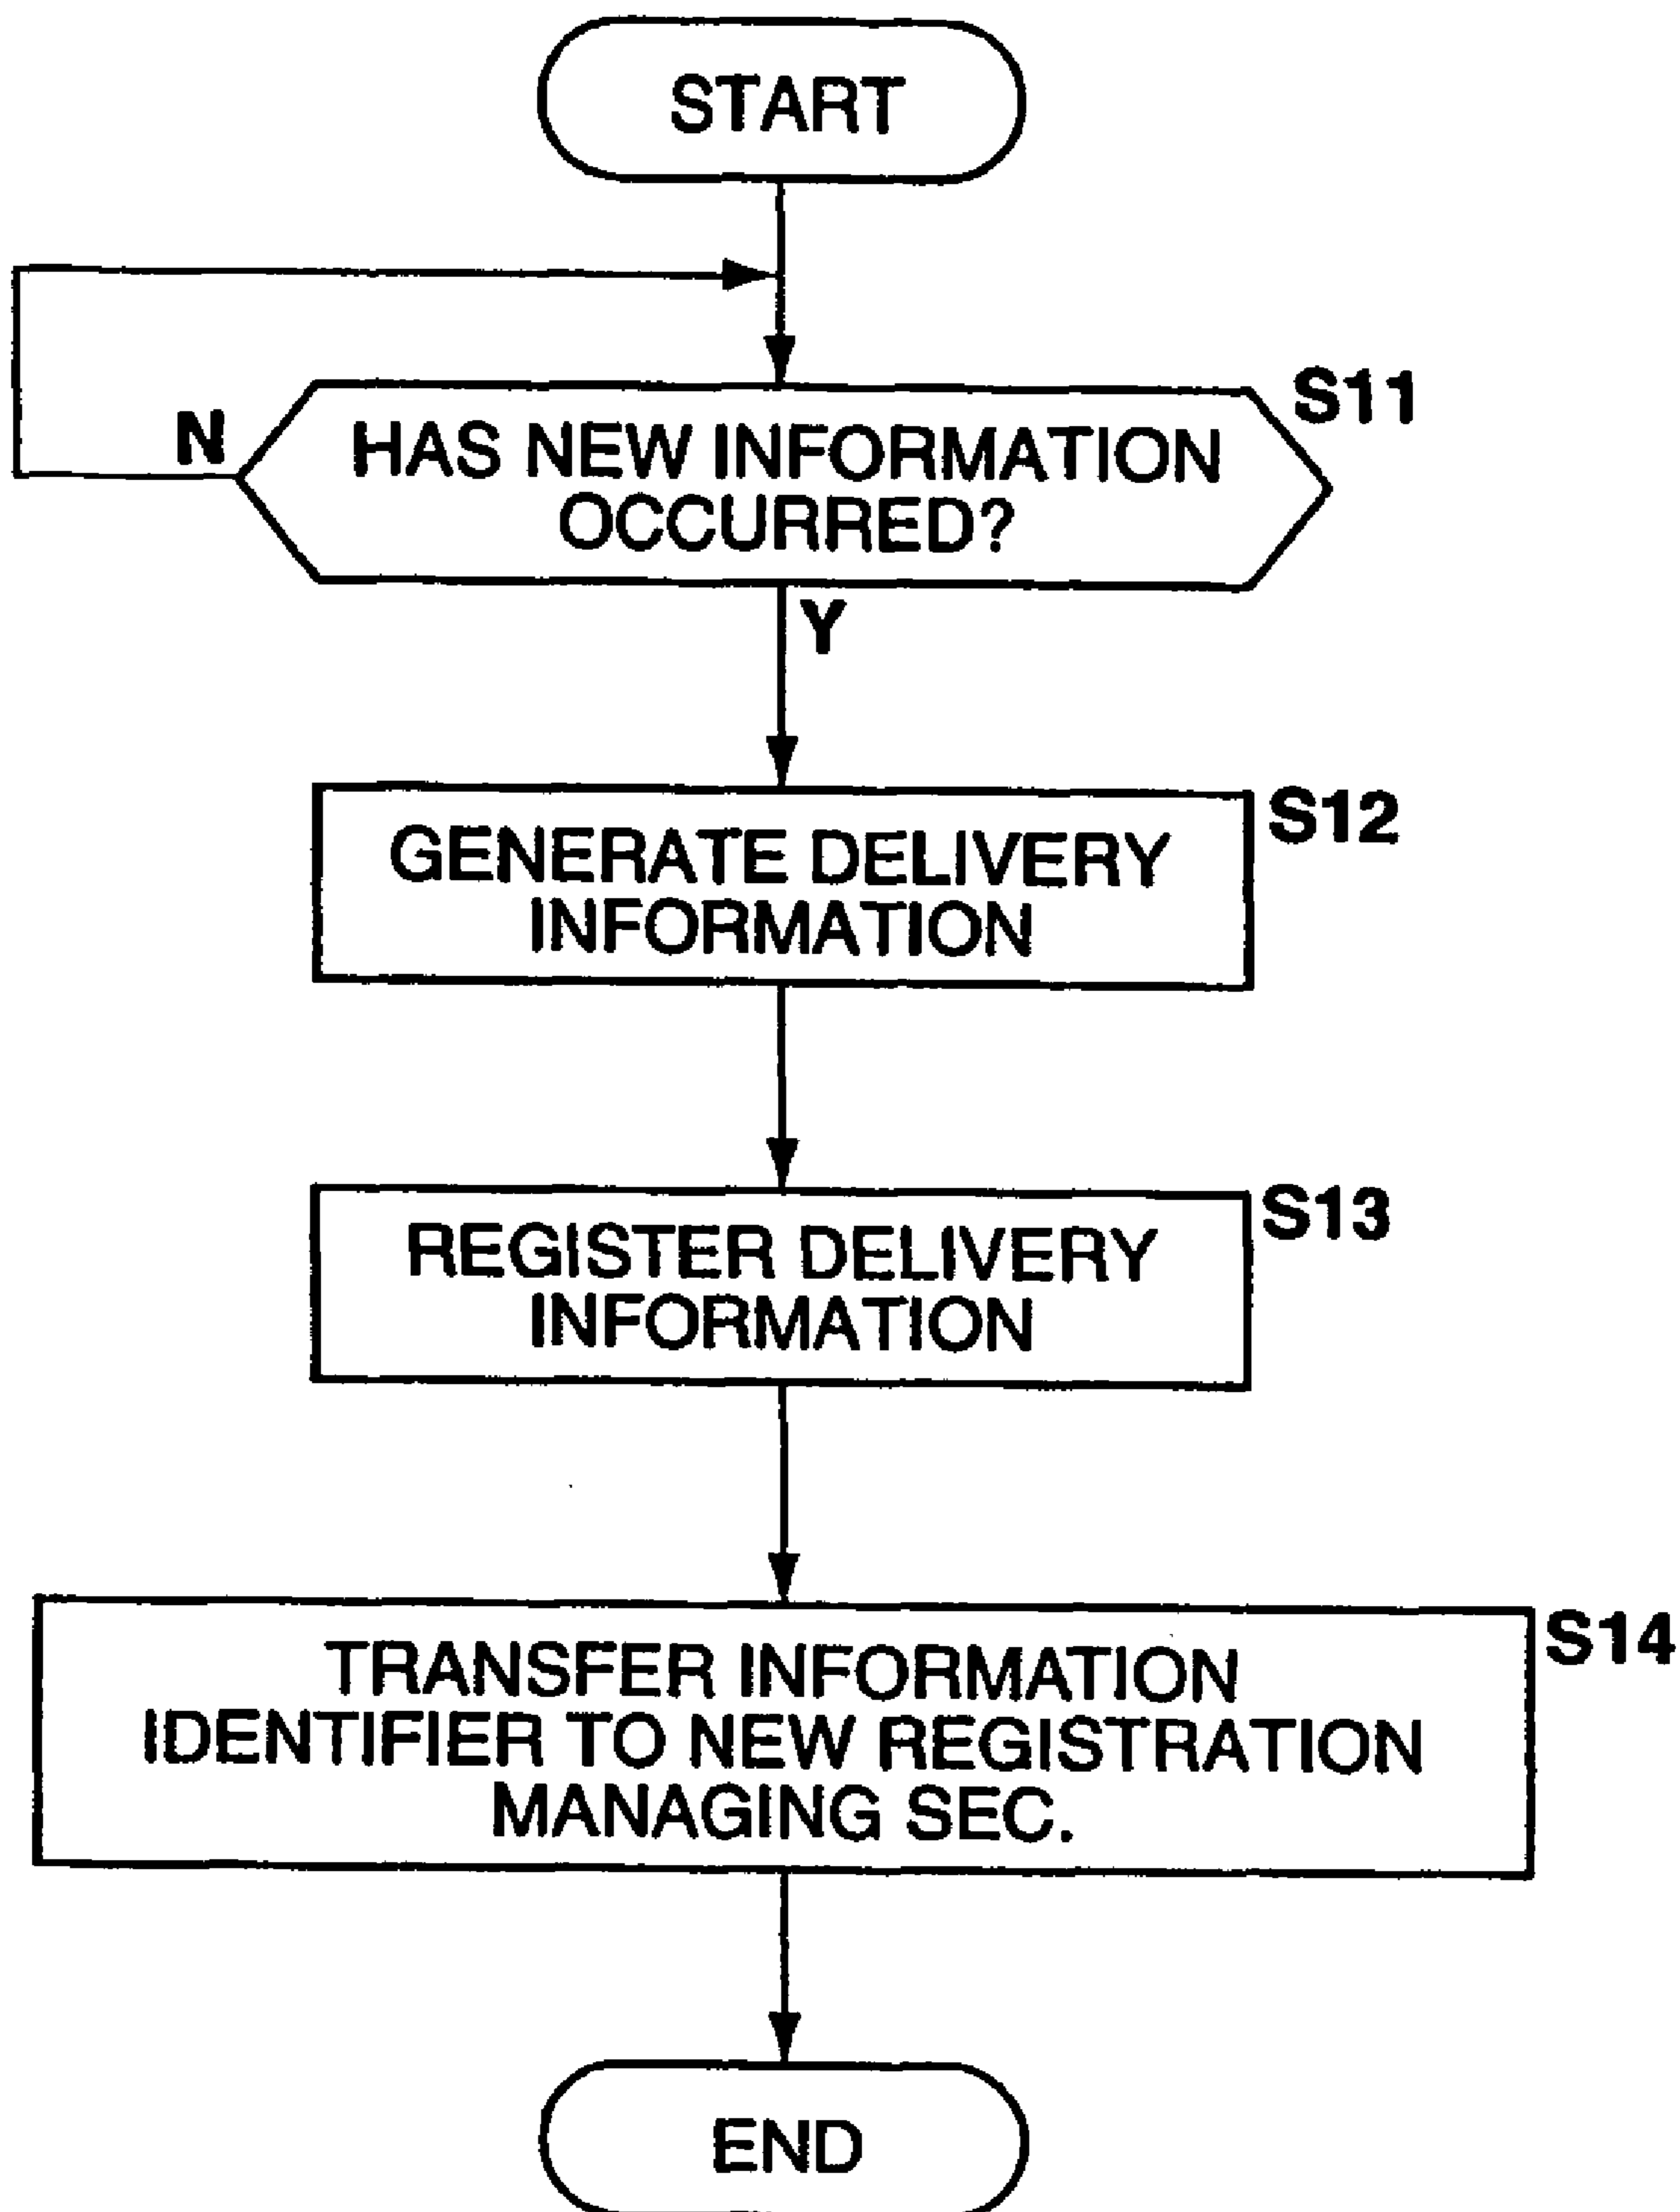 START
S11
N
HAS NEW INFORMATION
OCCURRED?
Y
S12
GENERATE DELIVERY
INFORMATION
S13
REGISTER DELIVERY
INFORMATION
S14
TRANSFER INFORMATION
IDENTIFIER TO NEW REGISTRATION
MANAGING SEC.
END